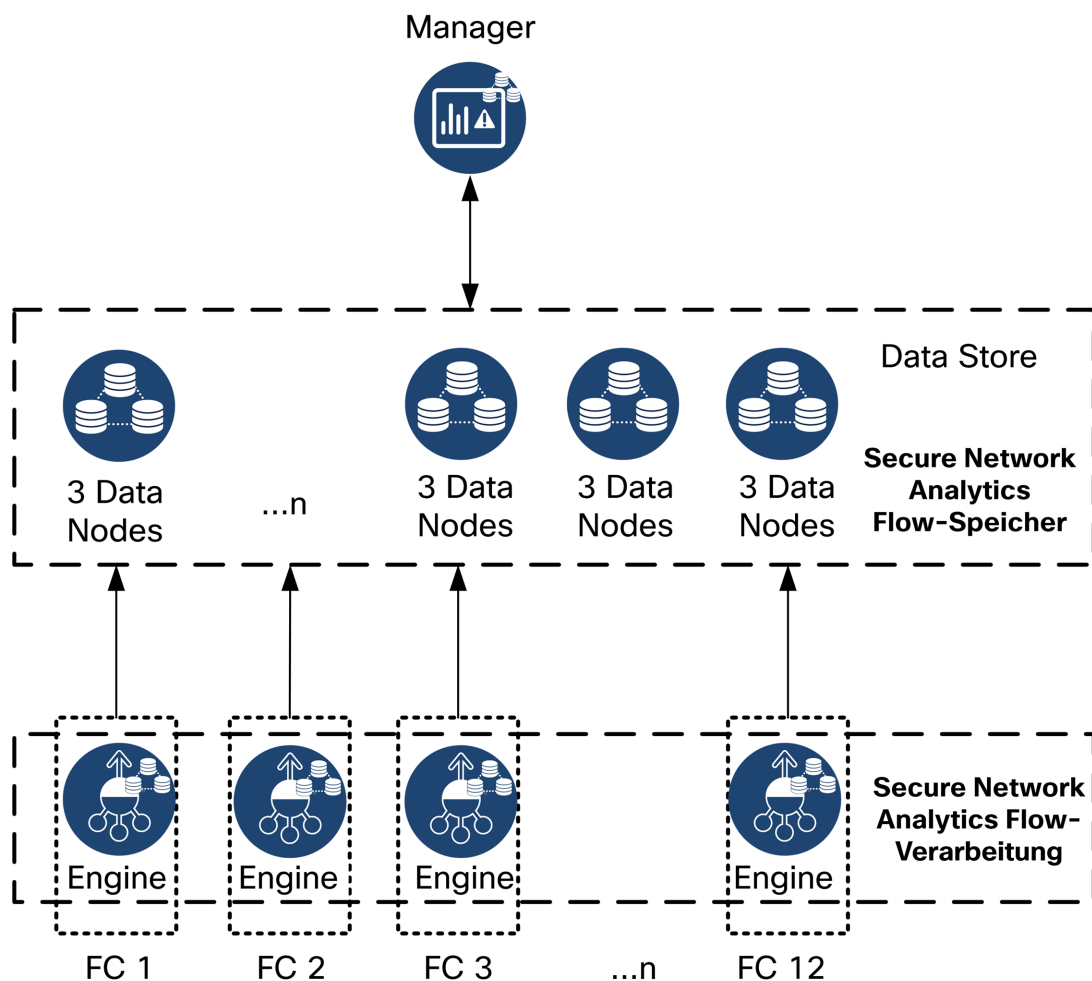 Manager
Data Store
3 Data
Nodes
...n
3 Data
Nodes
3 Data
Nodes
3 Data
Nodes
Secure Network
Analytics
Flow-Speicher
Engine
Engine
Engine
Engine
Secure Network
Analytics Flow-
Verarbeitung
FC 1
FC 2
FC 3
...n
FC 12